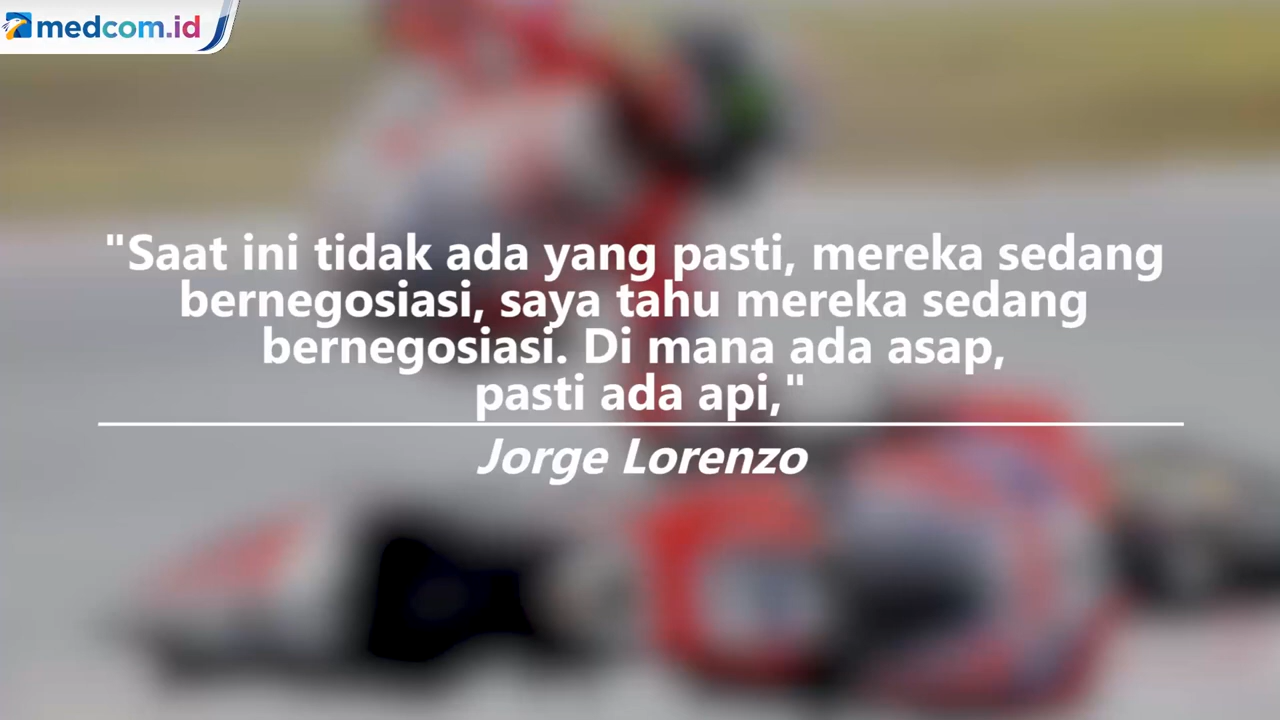 medcom.id
"Saat ini tidak ada yang pasti, mereka sedang
bernegosiasi, saya tahu mereka sedang
bernegosiasi. Di mana ada asap,
pasti ada api,"
Jorge Lorenzo